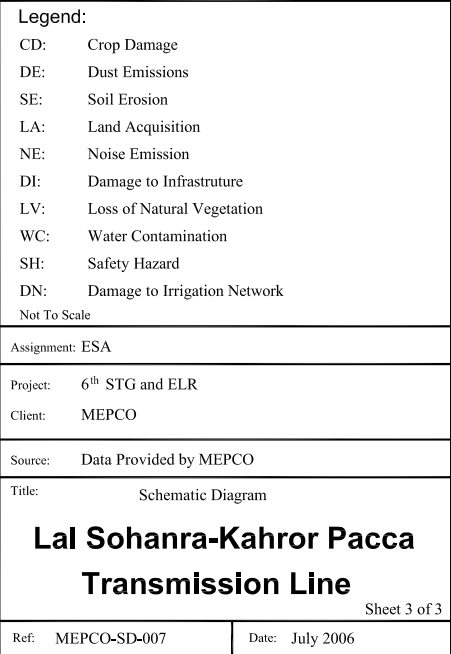 Legend:
CD: Crop Damage
DE: Dust Emissions
SE: Soil Erosion
LA: Land Acquisition
NE: Noise Emission
DI: Damage to Infrastruture
LV: Loss of Natural Vegetation
WC: Water Contamination
SH: Safety Hazard
DN: Damage to Irrigation Network
Not To Scale
Assignment: ESA
Project: 6th STG and ELR
Client: MEPCO
Source: Data Provided by MEPCO
Title: Schematic Diagram
Lal Sohanra-Kahror Pacca
Transmission Line
Sheet 3 of 3
Ref: MEPCO-SD-007 Date: July 2006